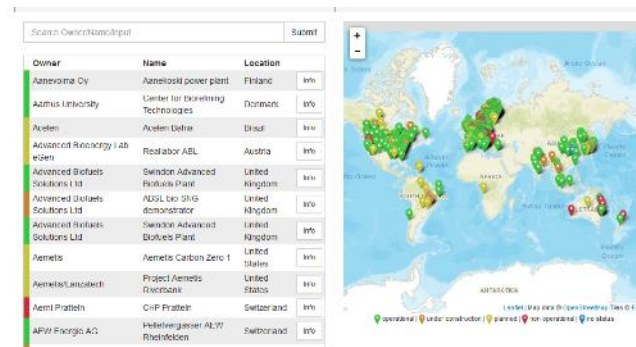 Search Owner/Name/Input
Submit
Owner Name Location
Aanevoima Oy Aanekoski power plant Finland Info
Aarhus University Center for Biorefining Technologies Denmark Info
Acelen Acelen Bahia Brazil Info
Advanced Bioenergy Lab eGen Reallabor ABL Austria Info
Advanced Biofuels Solutions Ltd Swindon Advanced Biofuels Plant United Kingdom Info
Advanced Biofuels Solutions Ltd ABSL bio-SNG demonstrator United Kingdom Info
Advanced Biofuels Solutions Ltd Swindon Advanced Biofuels Plant United Kingdom Info
Aemetis Aemetis Carbon Zero 1 United States Info
Aemetis/Lanzatech Project Aemetis Riverbank United States Info
Aerni Pratteln CHP Pratteln Switzerland Info
AEW Energie AG Pelletvergasser AEW Rheinfelden Switzerland Info
+
-
Arctic Ocean
AFRICA
ANTARCTICA
Leaflet | Map data © OpenStreetMap Tiles ©
operational | under construction | planned | non-operational | no status